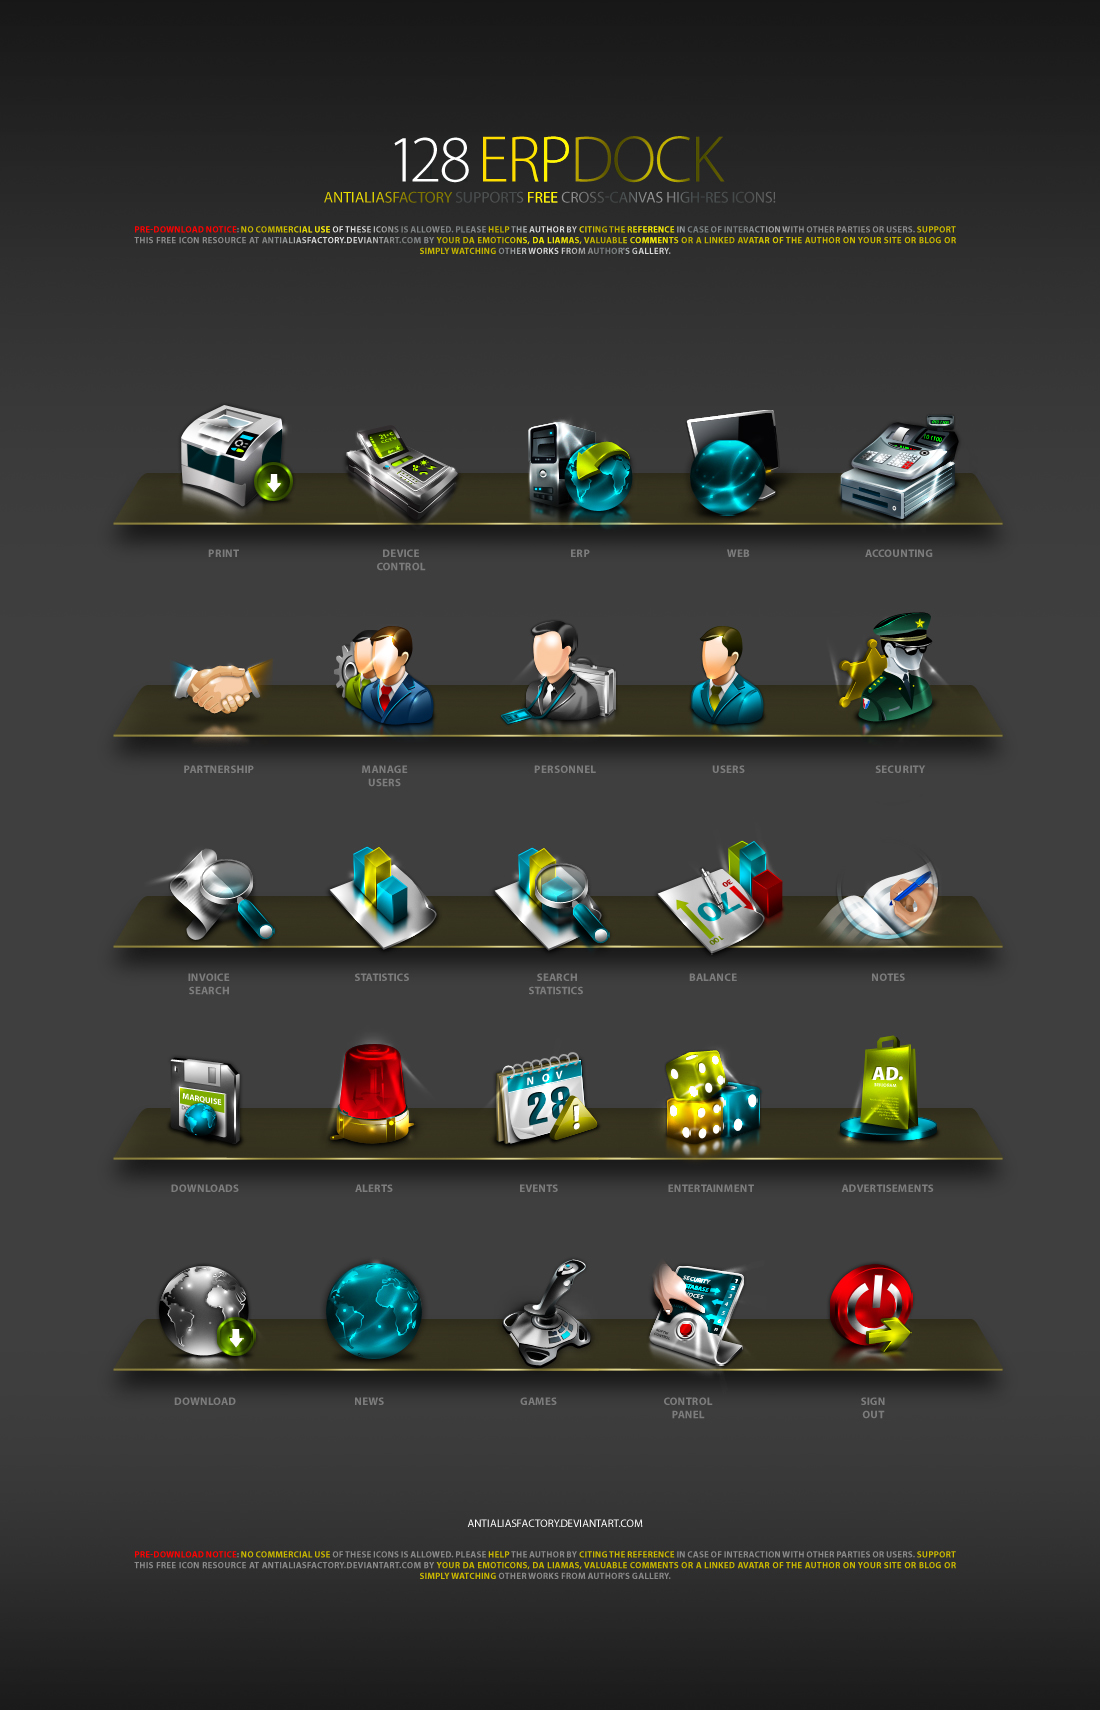 128 ERPDOCK
ANTIALIASFACTORY SUPPORTS FREE CROSS-CANVAS HIGH-RES ICONS!
PRE-DOWNLOAD NOTICE: NO COMMERCIAL USE OF THESE ICONS IS ALLOWED. PLEASE HELP THE AUTHOR BY CITING THE REFERENCE IN CASE OF INTERACTION WITH OTHER PARTIES OR USERS. SUPPORT
THIS FREE ICON RESOURCE AT ANTIALIASFACTORY.DEVIANTART.COM BY YOUR DA EMOTICONS, DA LIAMAS, VALUABLE COMMENTS OR A LINKED AVATAR OF THE AUTHOR ON YOUR SITE OR BLOG OR
SIMPLY WATCHING OTHER WORKS FROM AUTHOR'S GALLERY.
PRINT
DEVICE
CONTROL
ERP
WEB
ACCOUNTING
PARTNERSHIP
MANAGE
USERS
PERSONNEL
USERS
SECURITY
INVOICE
SEARCH
STATISTICS
SEARCH
STATISTICS
BALANCE
NOTES
MARQUISE
NOV
28
!
AD.
DOWNLOADS
ALERTS
EVENTS
ENTERTAINMENT
ADVERTISEMENTS
SECURITY
DOWNLOAD
NEWS
GAMES
CONTROL
PANEL
SIGN
OUT
ANTIALIASFACTORY.DEVIANTART.COM
PRE-DOWNLOAD NOTICE: NO COMMERCIAL USE OF THESE ICONS IS ALLOWED. PLEASE HELP THE AUTHOR BY CITING THE REFERENCE IN CASE OF INTERACTION WITH OTHER PARTIES OR USERS. SUPPORT
THIS FREE ICON RESOURCE AT ANTIALIASFACTORY.DEVIANTART.COM BY YOUR DA EMOTICONS, DA LIAMAS, VALUABLE COMMENTS OR A LINKED AVATAR OF THE AUTHOR ON YOUR SITE OR BLOG OR
SIMPLY WATCHING OTHER WORKS FROM AUTHOR'S GALLERY.